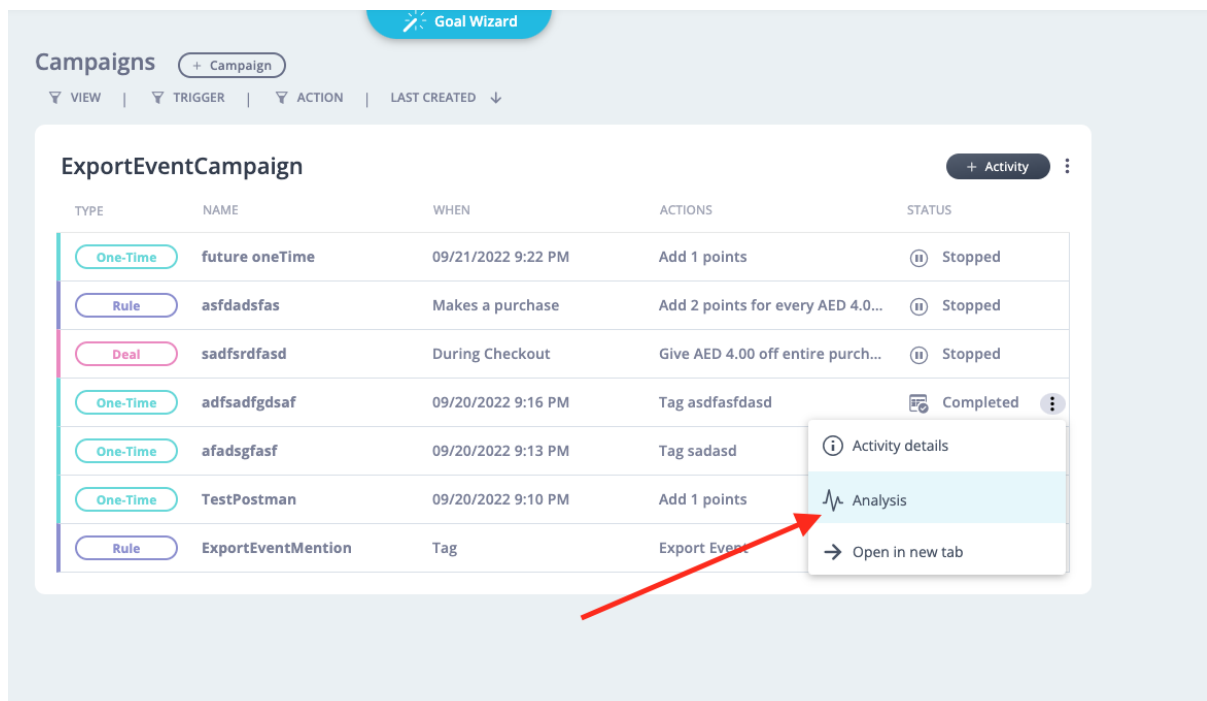 Goal Wizard
Campaigns + Campaign
VIEW | TRIGGER | ACTION | LAST CREATED ↓
ExportEventCampaign + Activity
TYPE NAME WHEN ACTIONS STATUS
One-Time future oneTime 09/21/2022 9:22 PM Add 1 points Stopped
Rule asfdadsfas Makes a purchase Add 2 points for every AED 4.0... Stopped
Deal sadfsrdfasd During Checkout Give AED 4.00 off entire purch... Stopped
One-Time adfsadfgdsaf 09/20/2022 9:16 PM Tag asdfasfdasd Completed
One-Time afadsgfasf 09/20/2022 9:13 PM Tag sadasd
Activity details
One-Time TestPostman 09/20/2022 9:10 PM Add 1 points
Analysis
Rule ExportEventMention Tag Export Event
Open in new tab